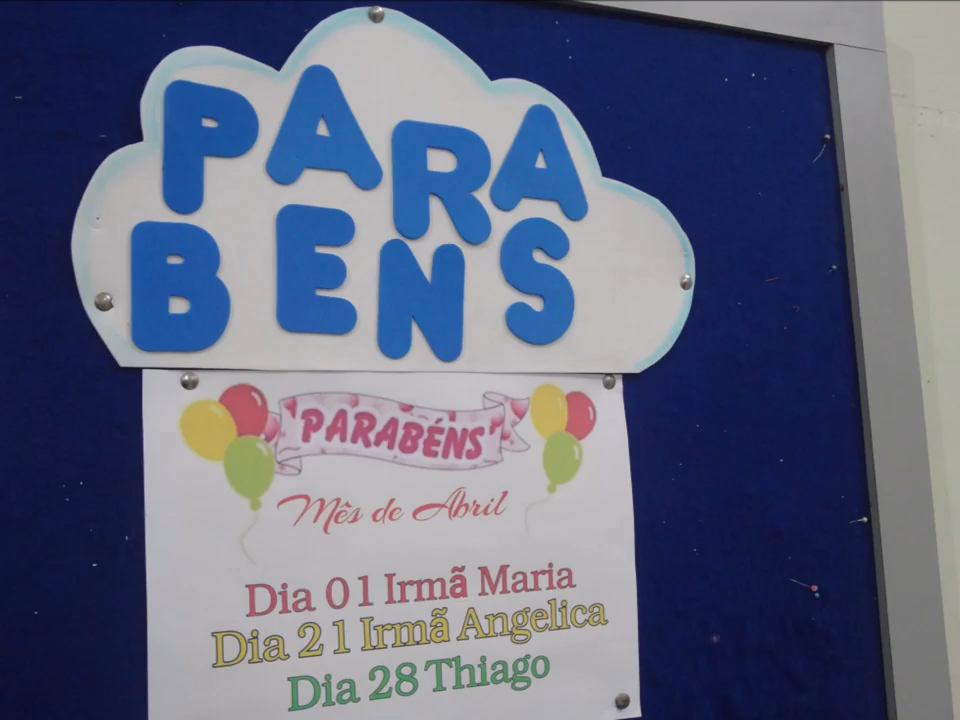 PARA
BENS
PARABÉNS
Mês de Abril
Dia 01 Irmã Maria
Dia 21 Irmã Angelica
Dia 28 Thiago